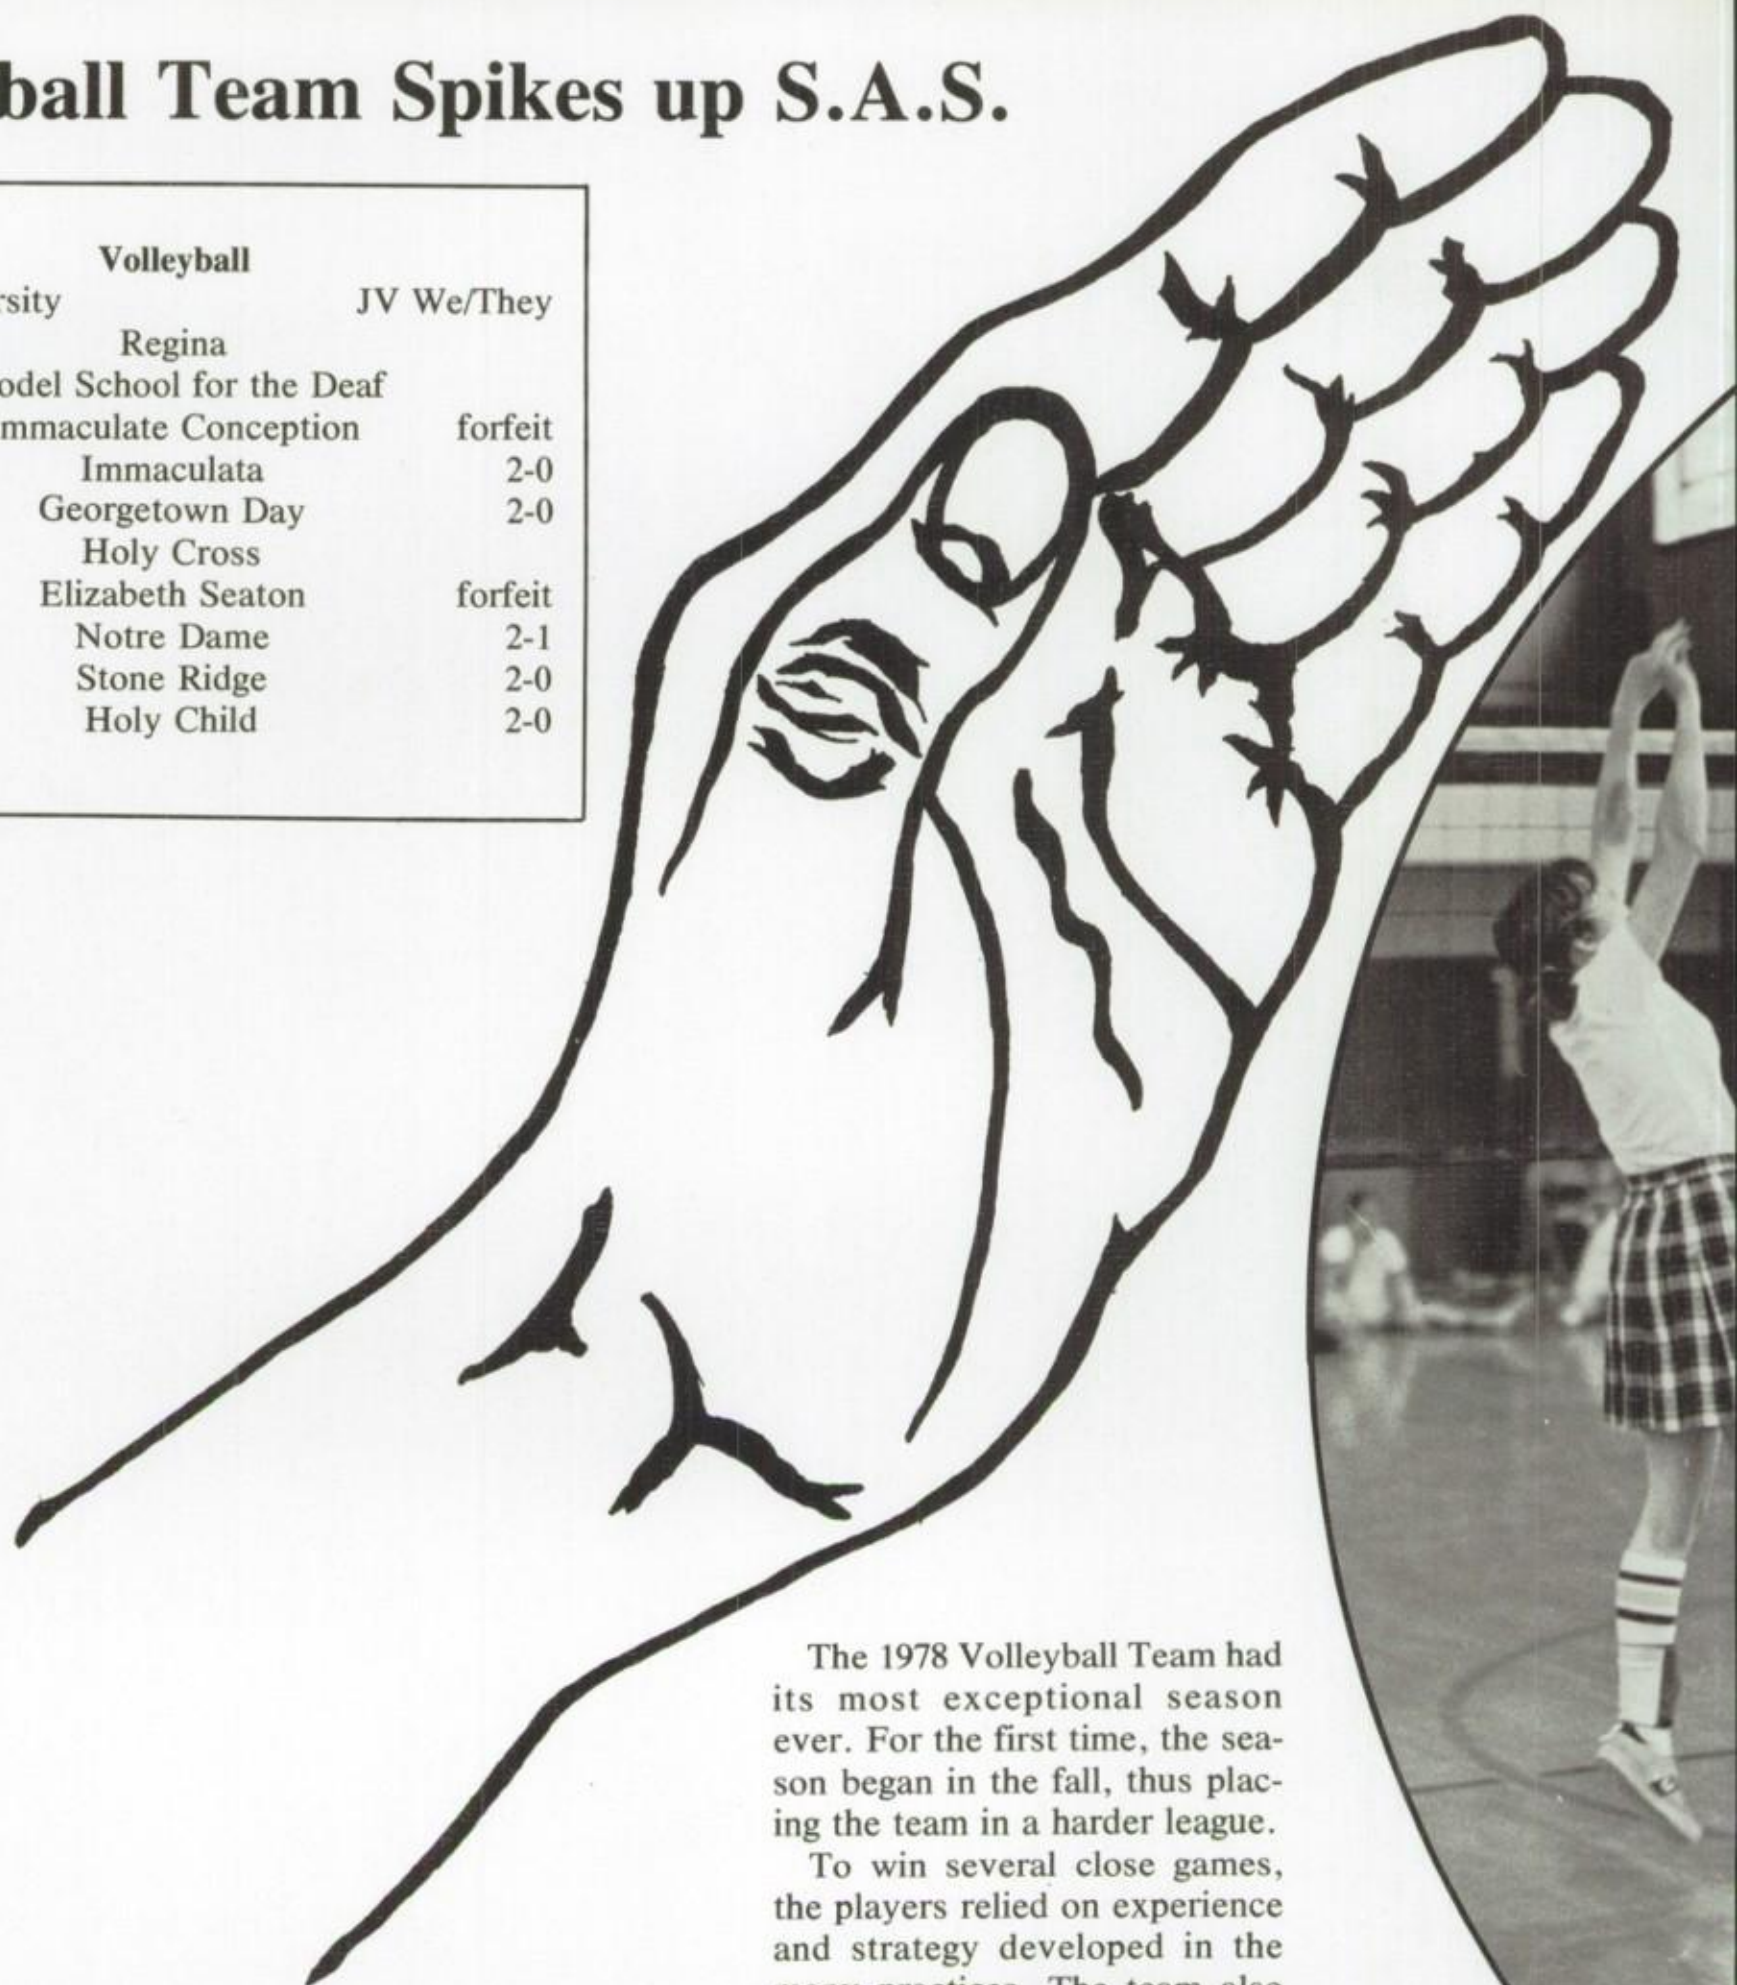 ball Team Spikes up S.A.S.
Volleyball
rsity JV We/They
Regina
odel School for the Deaf
mmaculate Conception forfeit
Immaculata 2-0
Georgetown Day 2-0
Holy Cross
Elizabeth Seaton forfeit
Notre Dame 2-1
Stone Ridge 2-0
Holy Child 2-0
The 1978 Volleyball Team had
its most exceptional season
ever. For the first time, the sea-
son began in the fall, thus plac-
ing the team in a harder league.
To win several close games,
the players relied on experience
and strategy developed in the
practices. The team also